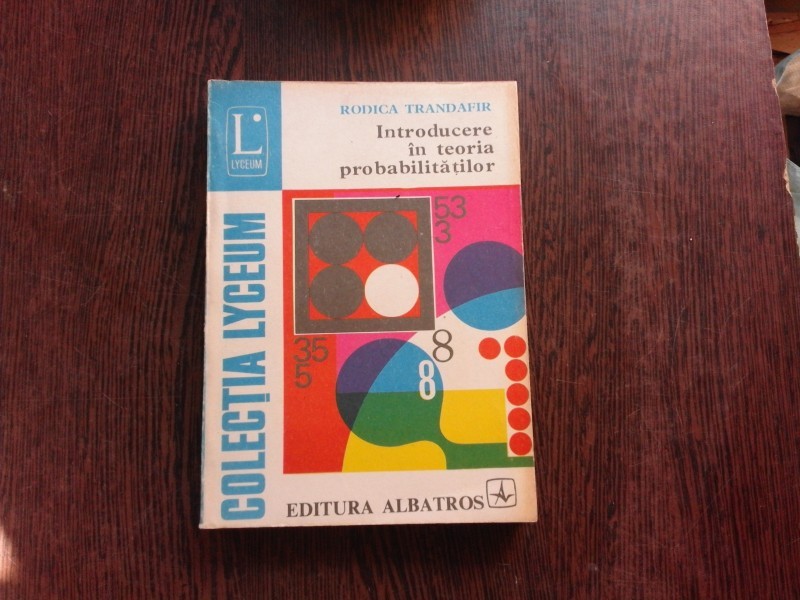 L
LYCEUM
RODICA TRANDAFIR
Introducere
în teoria
probabilităților
COLECȚIA LYCEUM
53
3
35
5
8
8
EDITURA ALBATROS